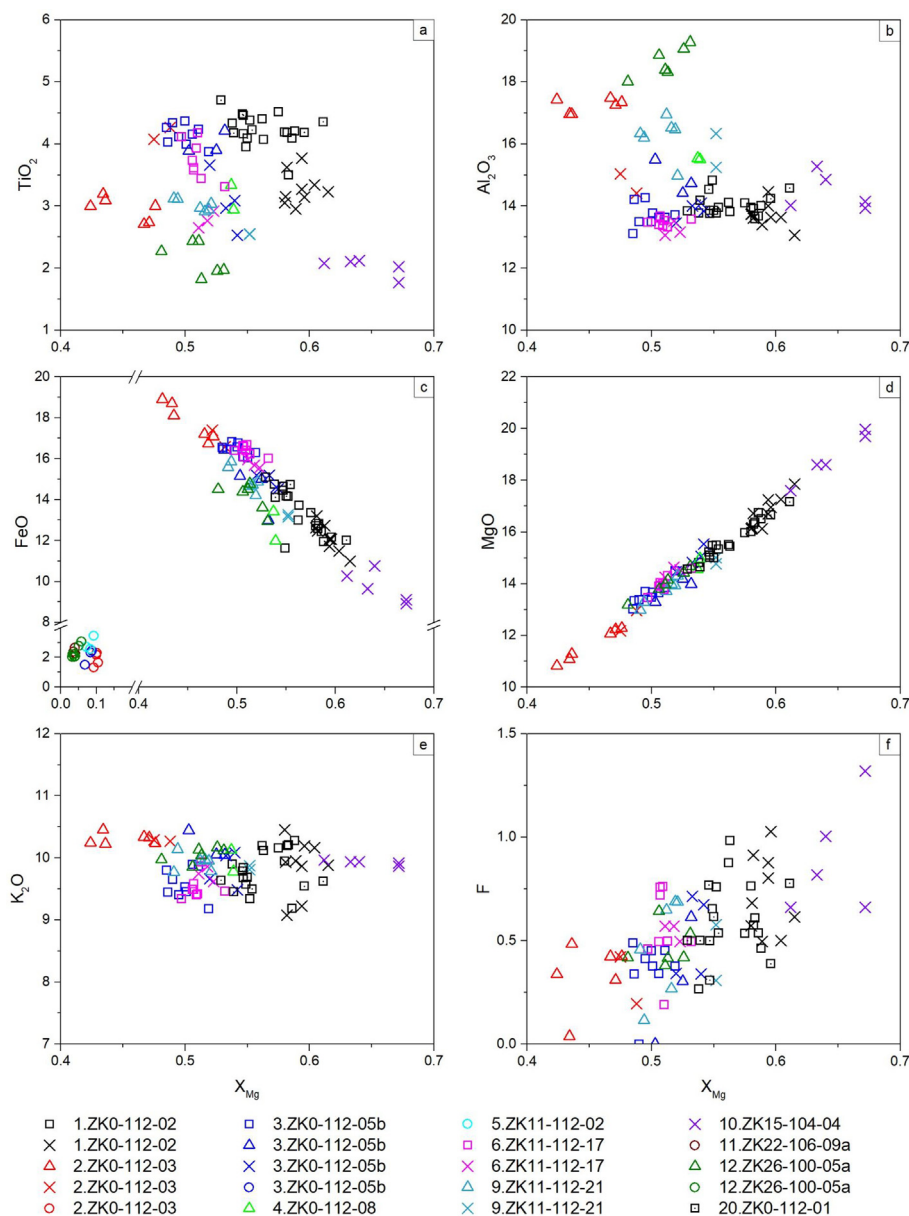 a
TiO2
6
5
4
3
2
1
0.4 0.5 0.6 0.7
b
Al2O3
20
18
16
14
12
10
0.4 0.5 0.6 0.7
c
FeO
20
18
16
14
12
10
8
4
2
0
0.0 0.1 0.4 0.5 0.6 0.7
d
MgO
22
20
18
16
14
12
10
0.4 0.5 0.6 0.7
e
K2O
12
11
10
9
8
7
0.4 0.5 0.6 0.7
XMg
f
F
1.5
1.0
0.5
0.0
0.4 0.5 0.6 0.7
XMg
1.ZK0-112-02 3.ZK0-112-05b 5.ZK11-112-02 10.ZK15-104-04
1.ZK0-112-02 3.ZK0-112-05b 6.ZK11-112-17 11.ZK22-106-09a
2.ZK0-112-03 3.ZK0-112-05b 6.ZK11-112-17 12.ZK26-100-05a
2.ZK0-112-03 3.ZK0-112-05b 9.ZK11-112-21 12.ZK26-100-05a
2.ZK0-112-03 4.ZK0-112-08 9.ZK11-112-21 20.ZK0-112-01